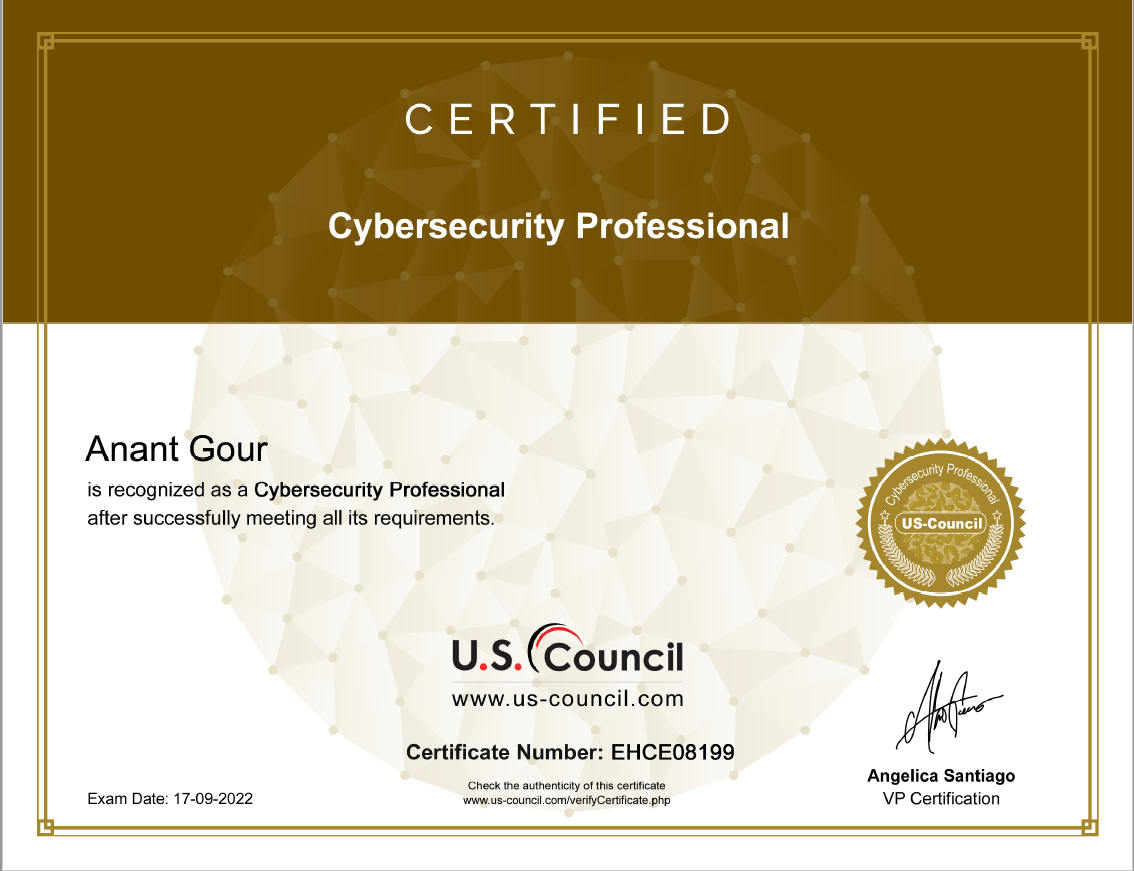 CERTIFIED
Cybersecurity Professional
Anant Gour
is recognized as a Cybersecurity Professional
after successfully meeting all its requirements.
Cybersecurity Professional
US-Council
U.S. Council
www.us-council.com
Certificate Number: EHCE08199
Check the authenticity of this certificate
www.us-council.com/verifyCertificate.php
Exam Date: 17-09-2022
Angelica Santiago
VP Certification